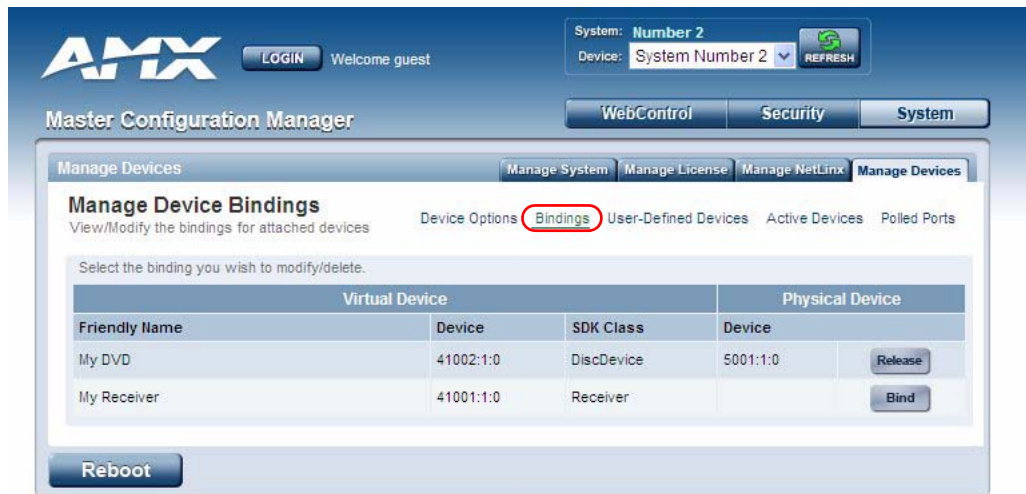 AMX
LOGIN Welcome guest
System: Number 2
Device: System Number 2
REFRESH
Master Configuration Manager
WebControl Security System
Manage Devices
Manage System Manage License Manage NetLinx Manage Devices
Manage Device Bindings
View/Modify the bindings for attached devices
Device Options Bindings User-Defined Devices Active Devices Polled Ports
Select the binding you wish to modify/delete.
Virtual Device Physical Device
Friendly Name Device SDK Class Device
My DVD 41002:1:0 DiscDevice 5001:1:0 Release
My Receiver 41001:1:0 Receiver Bind
Reboot